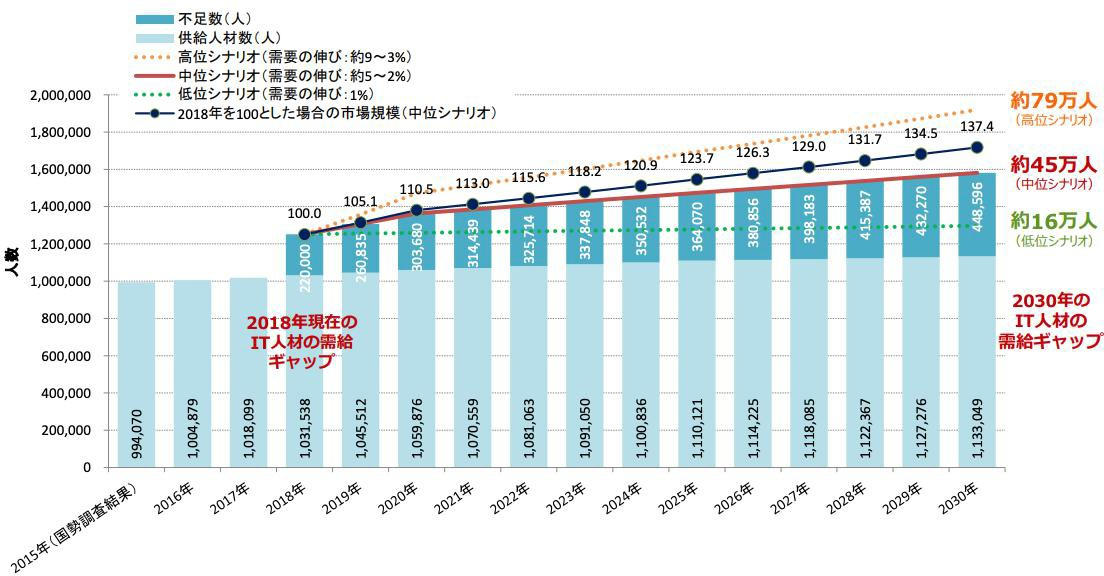 不足数(人)
供給人材数(人)
高位シナリオ(需要の伸び:約9~3%)
中位シナリオ(需要の伸び:約5~2%)
低位シナリオ(需要の伸び:1%)
2018年を100とした場合の市場規模(中位シナリオ)
人数
2,000,000
1,800,000
1,600,000
1,400,000
1,200,000
1,000,000
800,000
600,000
400,000
200,000
0
100.0
105.1
110.5
113.0
115.6
118.2
120.9
123.7
126.3
129.0
131.7
134.5
137.4
220,000
260,835
303,680
314,439
325,714
337,848
350,532
364,070
380,856
398,183
415,387
432,270
448,596
2018年現在の
IT人材の需給
ギャップ
約79万人
(高位シナリオ)
約45万人
(中位シナリオ)
約16万人
(低位シナリオ)
2030年の
IT人材の
需給ギャップ
994,070
1,004,879
1,018,099
1,031,538
1,045,512
1,059,876
1,070,559
1,081,063
1,091,050
1,100,836
1,110,121
1,114,225
1,118,085
1,122,367
1,127,276
1,133,049
2015年(国勢調査結果)
2016年
2017年
2018年
2019年
2020年
2021年
2022年
2023年
2024年
2025年
2026年
2027年
2028年
2029年
2030年